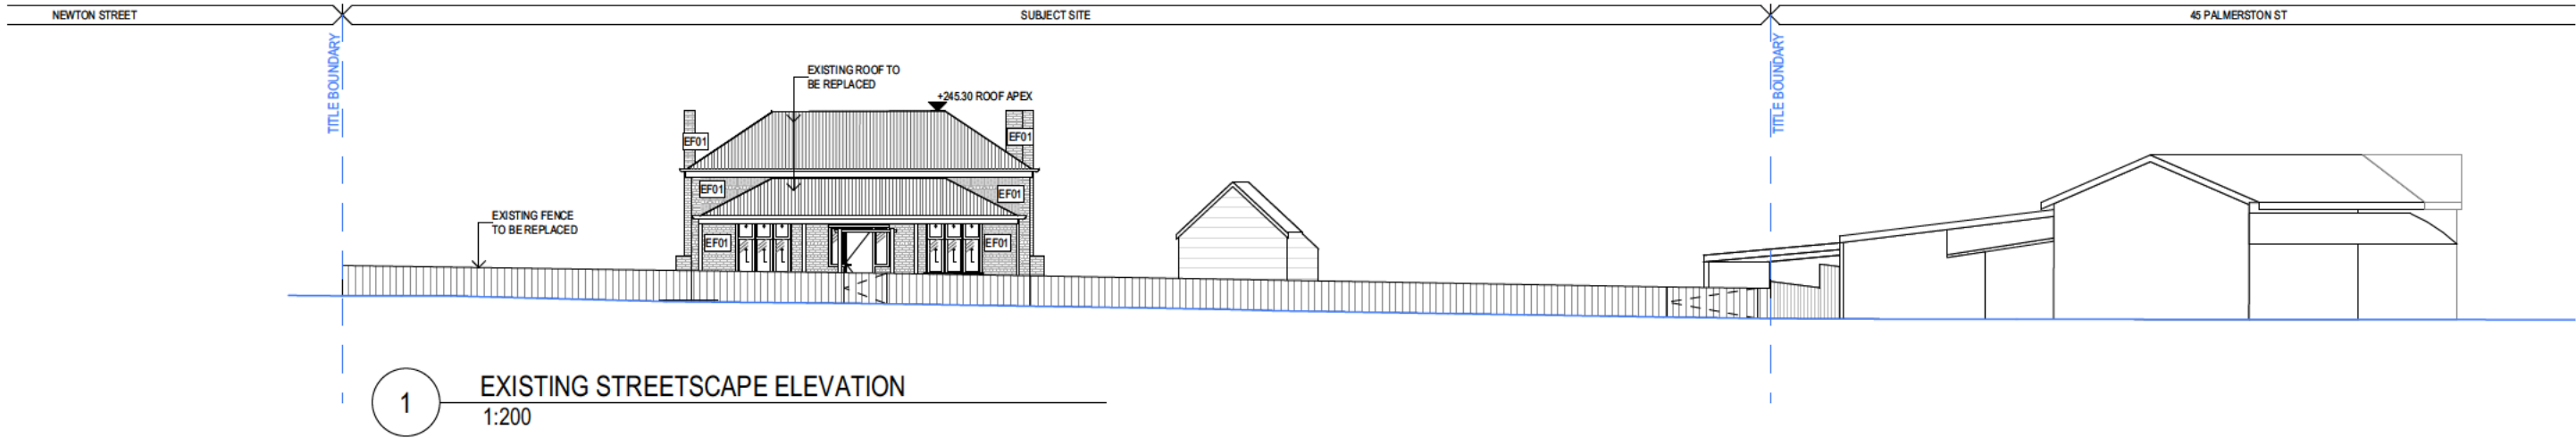 NEWTON STREET
SUBJECT SITE
45 PALMERSTON ST
TITLE BOUNDARY
TITLE BOUNDARY
EXISTING ROOF TO
BE REPLACED
+245.30 ROOF APEX
EF01
EF01
EF01
EF01
EXISTING FENCE
TO BE REPLACED
EF01
EF01
1
EXISTING STREETSCAPE ELEVATION
1:200